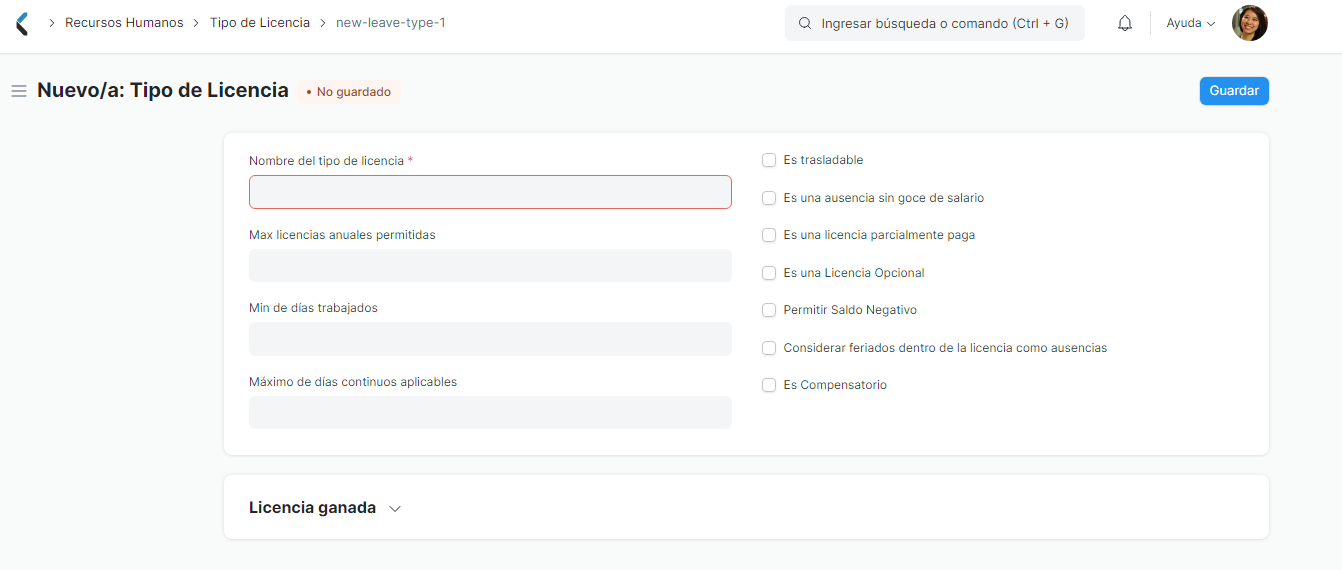 Recursos Humanos Tipo de Licencia new-leave-type-1 Ingresar búsqueda o comando (Ctrl + G) Ayuda
Nuevo/a: Tipo de Licencia • No guardado Guardar
Nombre del tipo de licencia *
Max licencias anuales permitidas
Min de días trabajados
Máximo de días continuos aplicables
Es trasladable
Es una ausencia sin goce de salario
Es una licencia parcialmente paga
Es una Licencia Opcional
Permitir Saldo Negativo
Considerar feriados dentro de la licencia como ausencias
Es Compensatorio
Licencia ganada